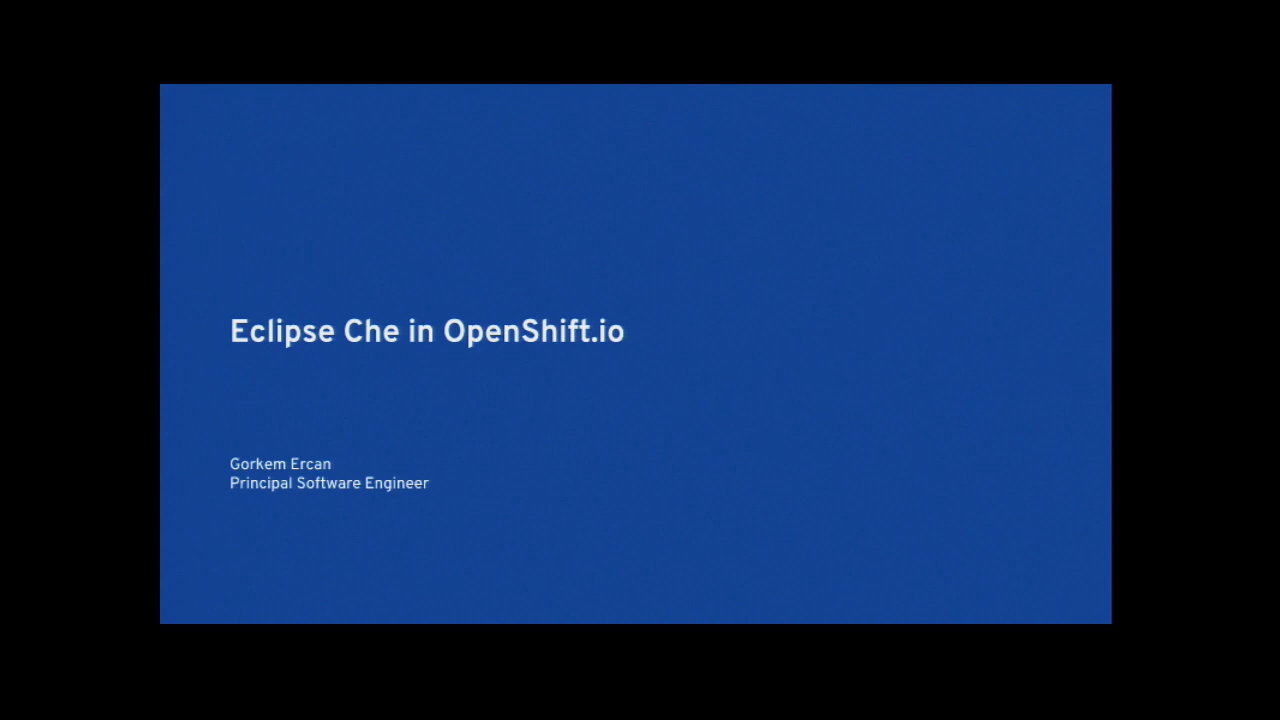 Eclipse Che in OpenShift.io
Gorkem Ercan
Principal Software Engineer